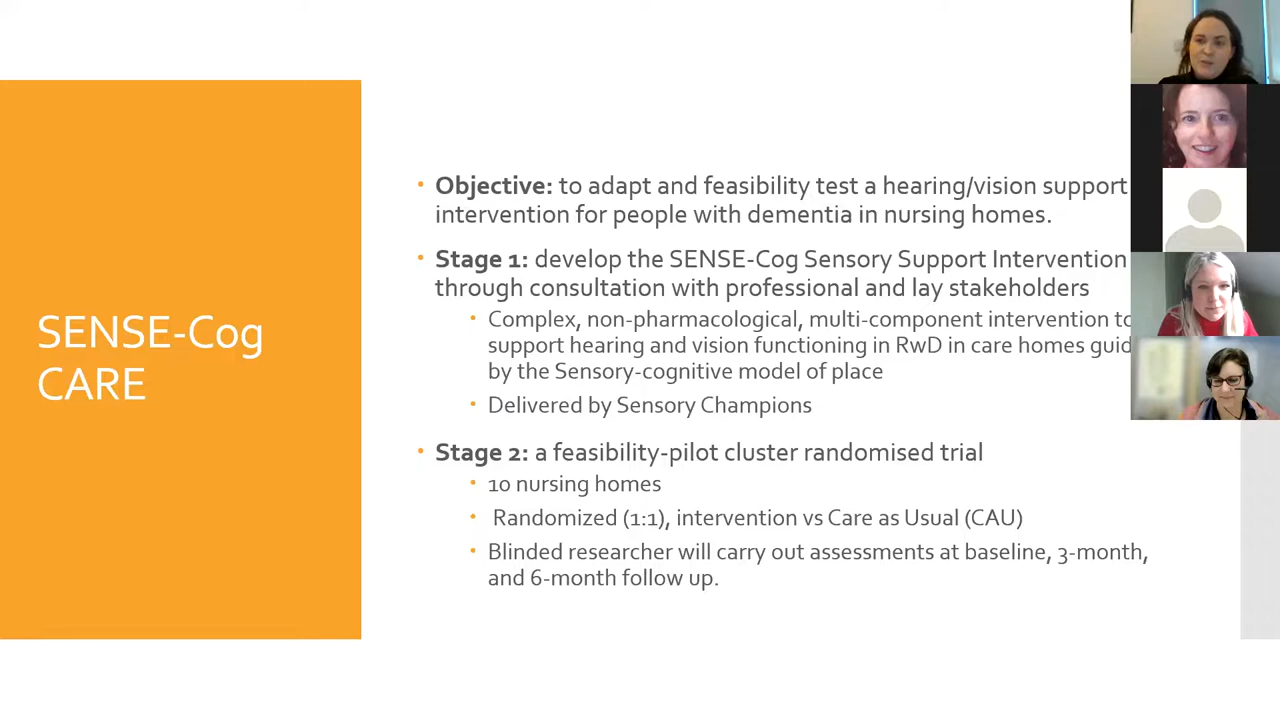 SENSE-Cog
CARE
Objective: to adapt and feasibility test a hearing/vision support
intervention for people with dementia in nursing homes.
Stage 1: develop the SENSE-Cog Sensory Support Intervention
through consultation with professional and lay stakeholders
Complex, non-pharmacological, multi-component intervention to
support hearing and vision functioning in RwD in care homes guid
by the Sensory-cognitive model of place
Delivered by Sensory Champions
Stage 2: a feasibility-pilot cluster randomised trial
10 nursing homes
Randomized (1:1), intervention vs Care as Usual (CAU)
Blinded researcher will carry out assessments at baseline, 3-month,
and 6-month follow up.